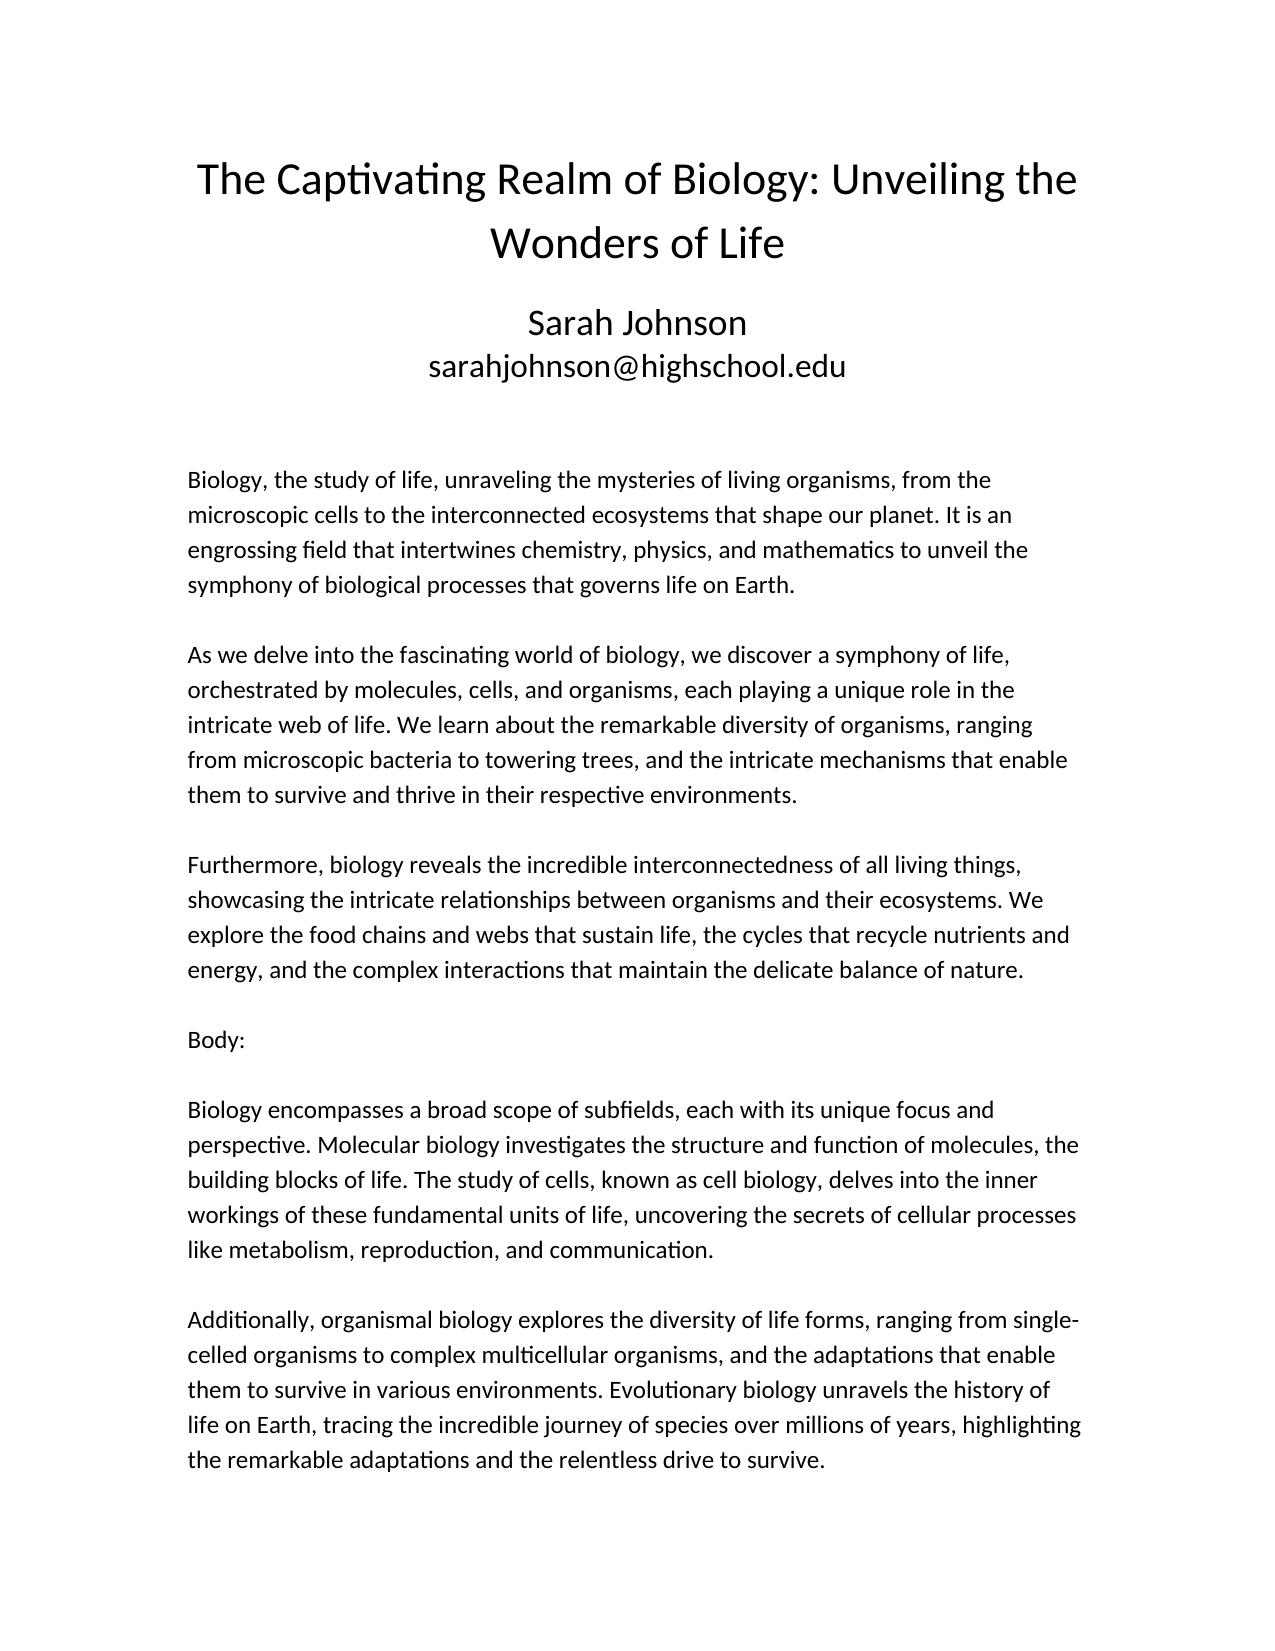 The Captivating Realm of Biology: Unveiling the
Wonders of Life
Sarah Johnson
sarahjohnson@highschool.edu
Biology, the study of life, unraveling the mysteries of living organisms, from the
microscopic cells to the interconnected ecosystems that shape our planet. It is an
engrossing field that intertwines chemistry, physics, and mathematics to unveil the
symphony of biological processes that governs life on Earth.
As we delve into the fascinating world of biology, we discover a symphony of life,
orchestrated by molecules, cells, and organisms, each playing a unique role in the
intricate web of life. We learn about the remarkable diversity of organisms, ranging
from microscopic bacteria to towering trees, and the intricate mechanisms that enable
them to survive and thrive in their respective environments.
Furthermore, biology reveals the incredible interconnectedness of all living things,
showcasing the intricate relationships between organisms and their ecosystems. We
explore the food chains and webs that sustain life, the cycles that recycle nutrients and
energy, and the complex interactions that maintain the delicate balance of nature.
Body:
Biology encompasses a broad scope of subfields, each with its unique focus and
perspective. Molecular biology investigates the structure and function of molecules, the
building blocks of life. The study of cells, known as cell biology, delves into the inner
workings of these fundamental units of life, uncovering the secrets of cellular processes
like metabolism, reproduction, and communication.
Additionally, organismal biology explores the diversity of life forms, ranging from single-
celled organisms to complex multicellular organisms, and the adaptations that enable
them to survive in various environments. Evolutionary biology unravels the history of
life on Earth, tracing the incredible journey of species over millions of years, highlighting
the remarkable adaptations and the relentless drive to survive.